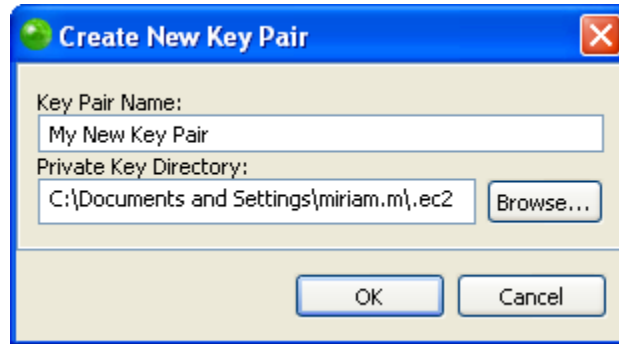 Create New Key Pair
Key Pair Name:
My New Key Pair
Private Key Directory:
C:\Documents and Settings\miriam.m\.ec2
Browse...
OK
Cancel